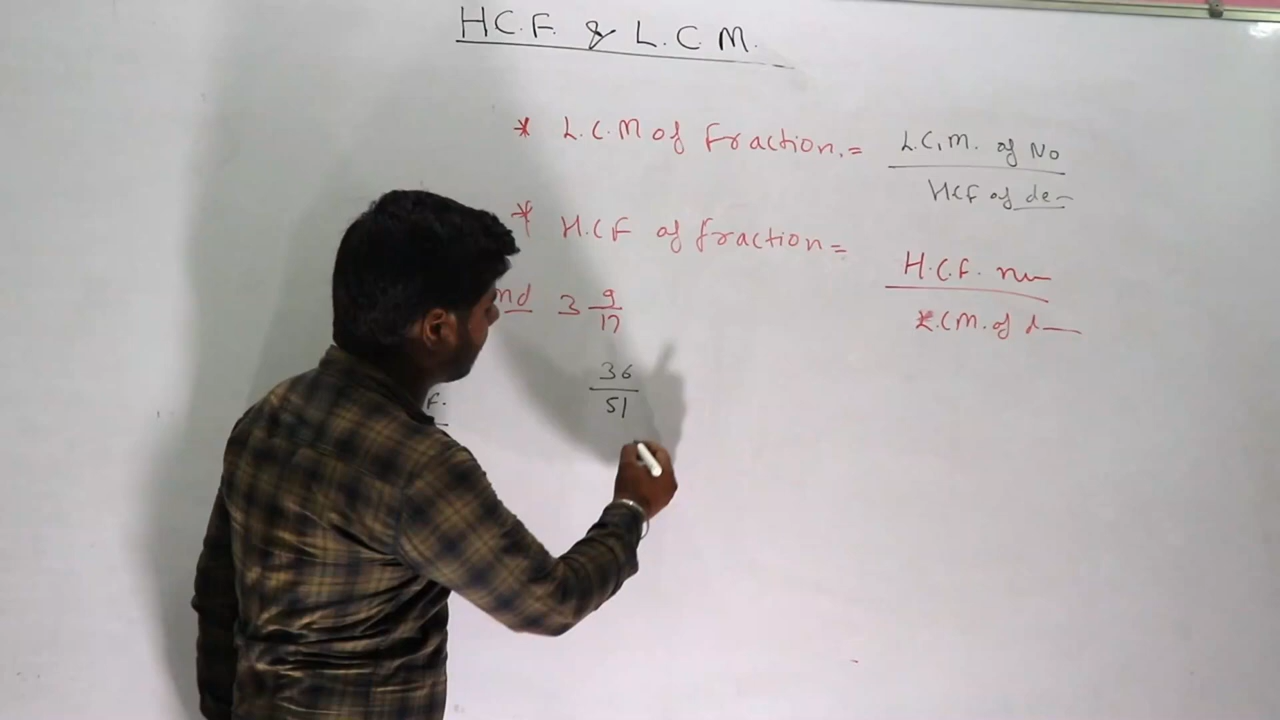 H.C.F. & L.C.M.
* L.C.M of Fraction. = L.C.M. of No / HCF of de
* H.C.F of fraction = H.C.F. nu / L.C.M. of d
nd 3 9/17
36/51
F.